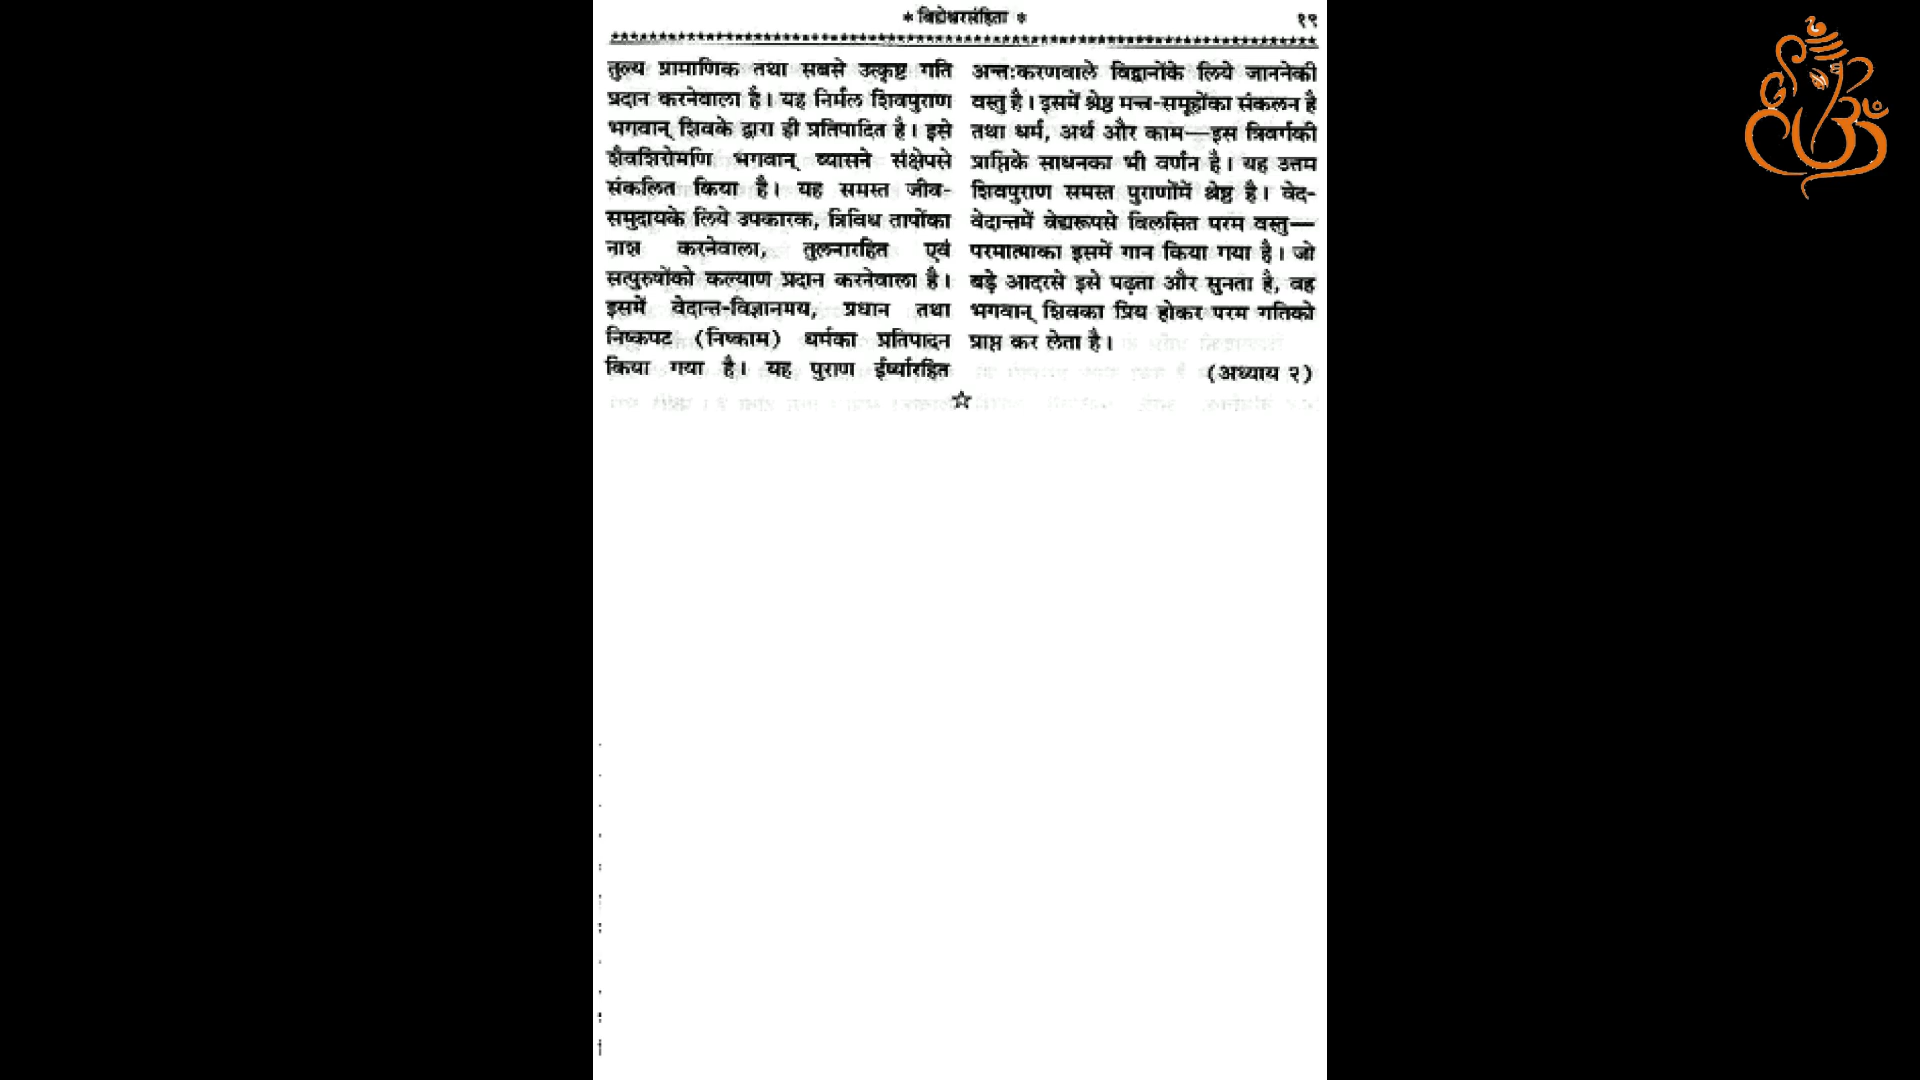 * विद्येश्वरसंहिता *
१९
तुल्य प्रामाणिक तथा सबसे उत्कृष्ट गति
प्रदान करनेवाला है। यह निर्मल शिवपुराण
भगवान् शिवके द्वारा ही प्रतिपादित है। इसे
शैवशिरोमणि भगवान् व्यासने संक्षेपसे
संकलित किया है। यह समस्त जीव-
समुदायके लिये उपकारक, त्रिविध तापोंका
नाश करनेवाला, तुलनारहित एवं
सत्पुरुषोंको कल्याण प्रदान करनेवाला है।
इसमें वेदान्त-विज्ञानमय, प्रधान तथा
निष्कपट (निष्काम) धर्मका प्रतिपादन
किया गया है। यह पुराण ईर्ष्यारहित
अन्तःकरणवाले विद्वानोंके लिये जाननेकी
वस्तु है। इसमें श्रेष्ठ मन्त्र-समूहोंका संकलन है
तथा धर्म, अर्थ और काम—इस त्रिवर्गकी
प्राप्तिके साधनका भी वर्णन है। यह उत्तम
शिवपुराण समस्त पुराणोंमें श्रेष्ठ है। वेद-
वेदान्तमें वेद्यरूपसे विलसित परम वस्तु—
परमात्माका इसमें गान किया गया है। जो
बड़े आदरसे इसे पढ़ता और सुनता है, वह
भगवान् शिवका प्रिय होकर परम गतिको
प्राप्त कर लेता है।
(अध्याय २)